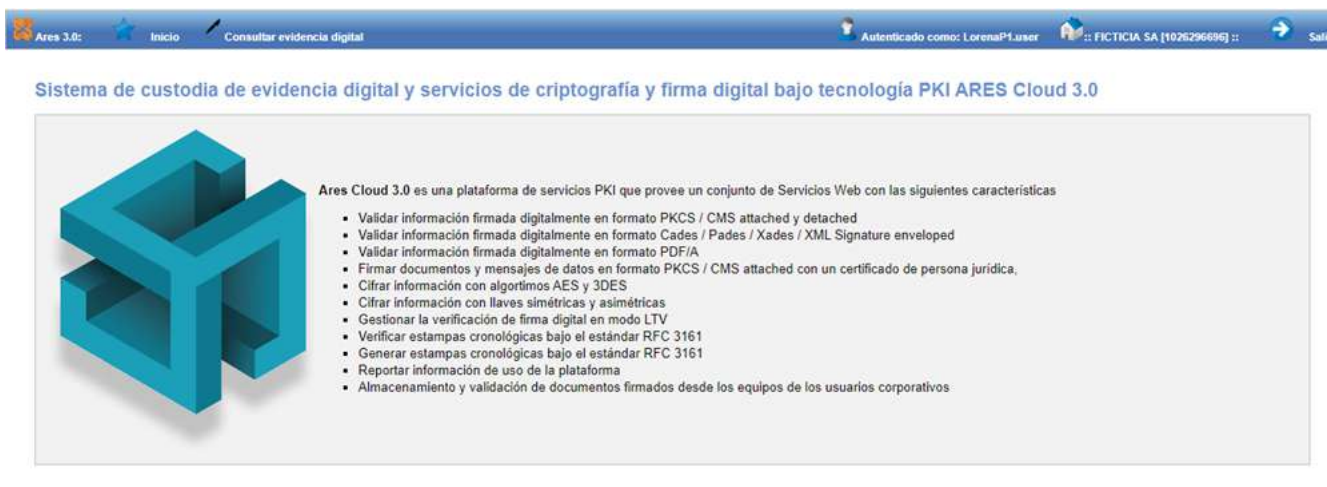 Ares 3.0: Inicio Consultar evidencia digital Autenticado como: LorenaP1.user :: FICTICIA SA [1026296696] :: Sali
Sistema de custodia de evidencia digital y servicios de criptografía y firma digital bajo tecnología PKI ARES Cloud 3.0
Ares Cloud 3.0 es una plataforma de servicios PKI que provee un conjunto de Servicios Web con las siguientes características
▪ Validar información firmada digitalmente en formato PKCS / CMS attached y detached
▪ Validar información firmada digitalmente en formato Cades / Pades / Xades / XML Signature enveloped
▪ Validar información firmada digitalmente en formato PDF/A
▪ Firmar documentos y mensajes de datos en formato PKCS / CMS attached con un certificado de persona jurídica,
▪ Cifrar información con algortimos AES y 3DES
▪ Cifrar información con llaves simétricas y asimétricas
▪ Gestionar la verificación de firma digital en modo LTV
▪ Verificar estampas cronológicas bajo el estándar RFC 3161
▪ Generar estampas cronológicas bajo el estándar RFC 3161
▪ Reportar información de uso de la plataforma
▪ Almacenamiento y validación de documentos firmados desde los equipos de los usuarios corporativos